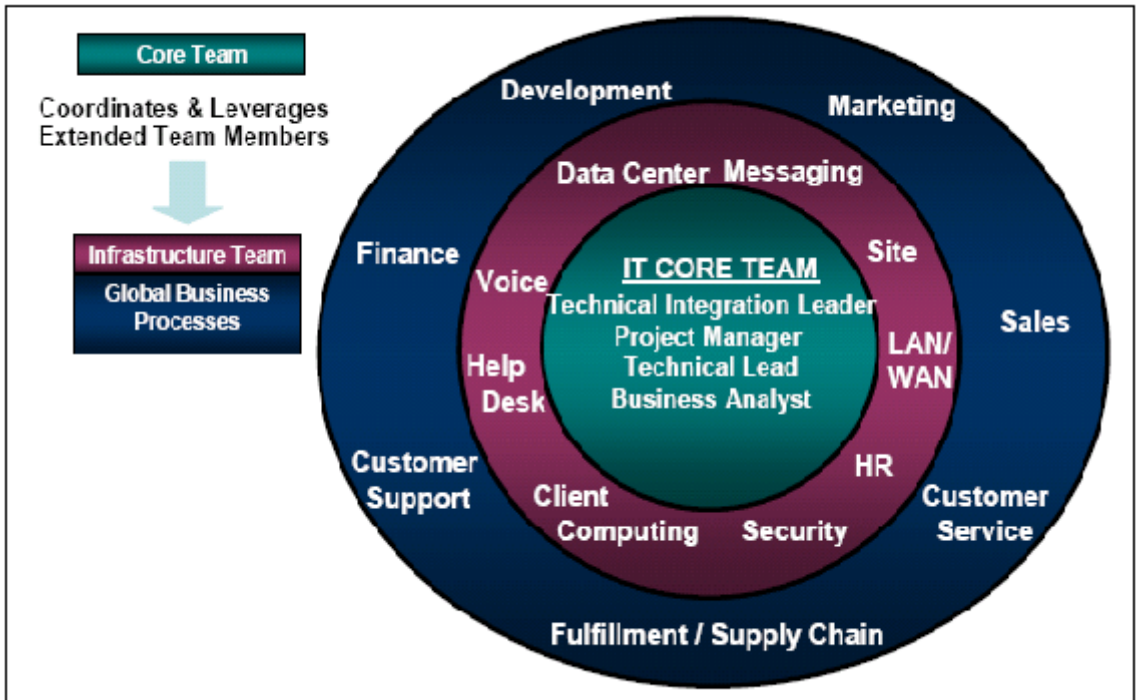 Core Team
Coordinates & Leverages
Extended Team Members
Infrastructure Team
Global Business
Processes
Development
Marketing
Data Center
Messaging
Finance
Site
Voice
IT CORE TEAM
Technical Integration Leader
Project Manager
Technical Lead
Business Analyst
Sales
LAN/
WAN
Help
Desk
Customer
Support
HR
Client
Computing
Security
Customer
Service
Fulfillment / Supply Chain